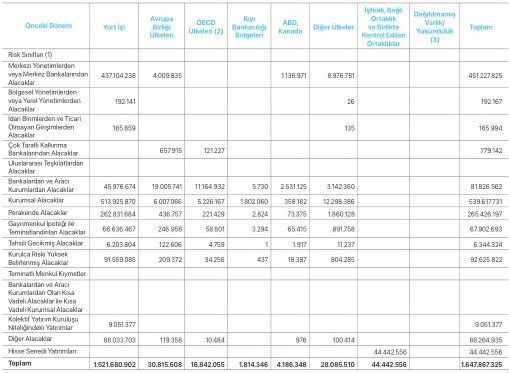 Önceki Dönem | Yurt İçi | Avrupa Birliği Ülkeleri | OECD Ülkeleri (2) | Kıyı Bankacılığı Bölgeleri | ABD, Kanada | Diğer Ülkeler | İştirak, Bağlı Ortaklık ve Birlikte Kontrol Edilen Ortaklıklar | Dağıtılmamış Varlık/ Yükümlülük (3) | Toplam
Risk Sınıfları (1)
Merkezi Yönetimlerden
veya Merkez Bankalarından
Alacaklar
437.104.238 4.009.835 1.136.971 8.976.781 451.227.825
Bölgesel Yönetimlerden
veya Yerel Yönetimlerden
Alacaklar
192.141 26 192.167
İdari Birimlerden ve Ticari
Olmayan Girişimlerden
Alacaklar
165.859 135 165.994
Çok Taraflı Kalkınma
Bankalarından Alacaklar
657.915 121.227 779.142
Uluslararası Teşkilatlardan
Alacaklar
Bankalardan ve Aracı
Kurumlardan Alacaklar
45.976.674 19.005.741 11.164.932 5.730 2.531.125 3.142.360 81.826.562
Kurumsal Alacaklar 513.925.870 6.007.066 5.226.167 1.802.060 358.182 12.298.386 539.617.731
Perakende Alacaklar 262.831.684 436.757 221.429 2.824 73.375 1.860.128 265.426.197
Gayrimenkul İpoteği ile
Teminatlandırılan Alacaklar
66.636.467 246.958 58.801 3.294 65.415 891.758 67.902.693
Tahsili Gecikmiş Alacaklar 6.203.804 122.606 4.759 1 1.917 11.237 6.344.324
Kurulca Riski Yüksek
Belirlenmiş Alacaklar
91.559.085 209.372 34.256 437 18.387 804.285 92.625.822
Teminatlı Menkul Kıymetler
Bankalardan ve Aracı
Kurumlardan Olan Kısa
Vadeli Alacaklar ile Kısa
Vadeli Kurumsal Alacaklar
Kolektif Yatırım Kuruluşu
Niteliğindeki Yatırımlar
9.051.377 9.051.377
Diğer Alacaklar 88.033.703 119.358 10.484 976 100.414 88.264.935
Hisse Senedi Yatırımları 44.442.556 44.442.556
Toplam 1.521.680.902 30.815.608 16.842.055 1.814.346 4.186.348 28.085.510 44.442.556 1.647.867.325